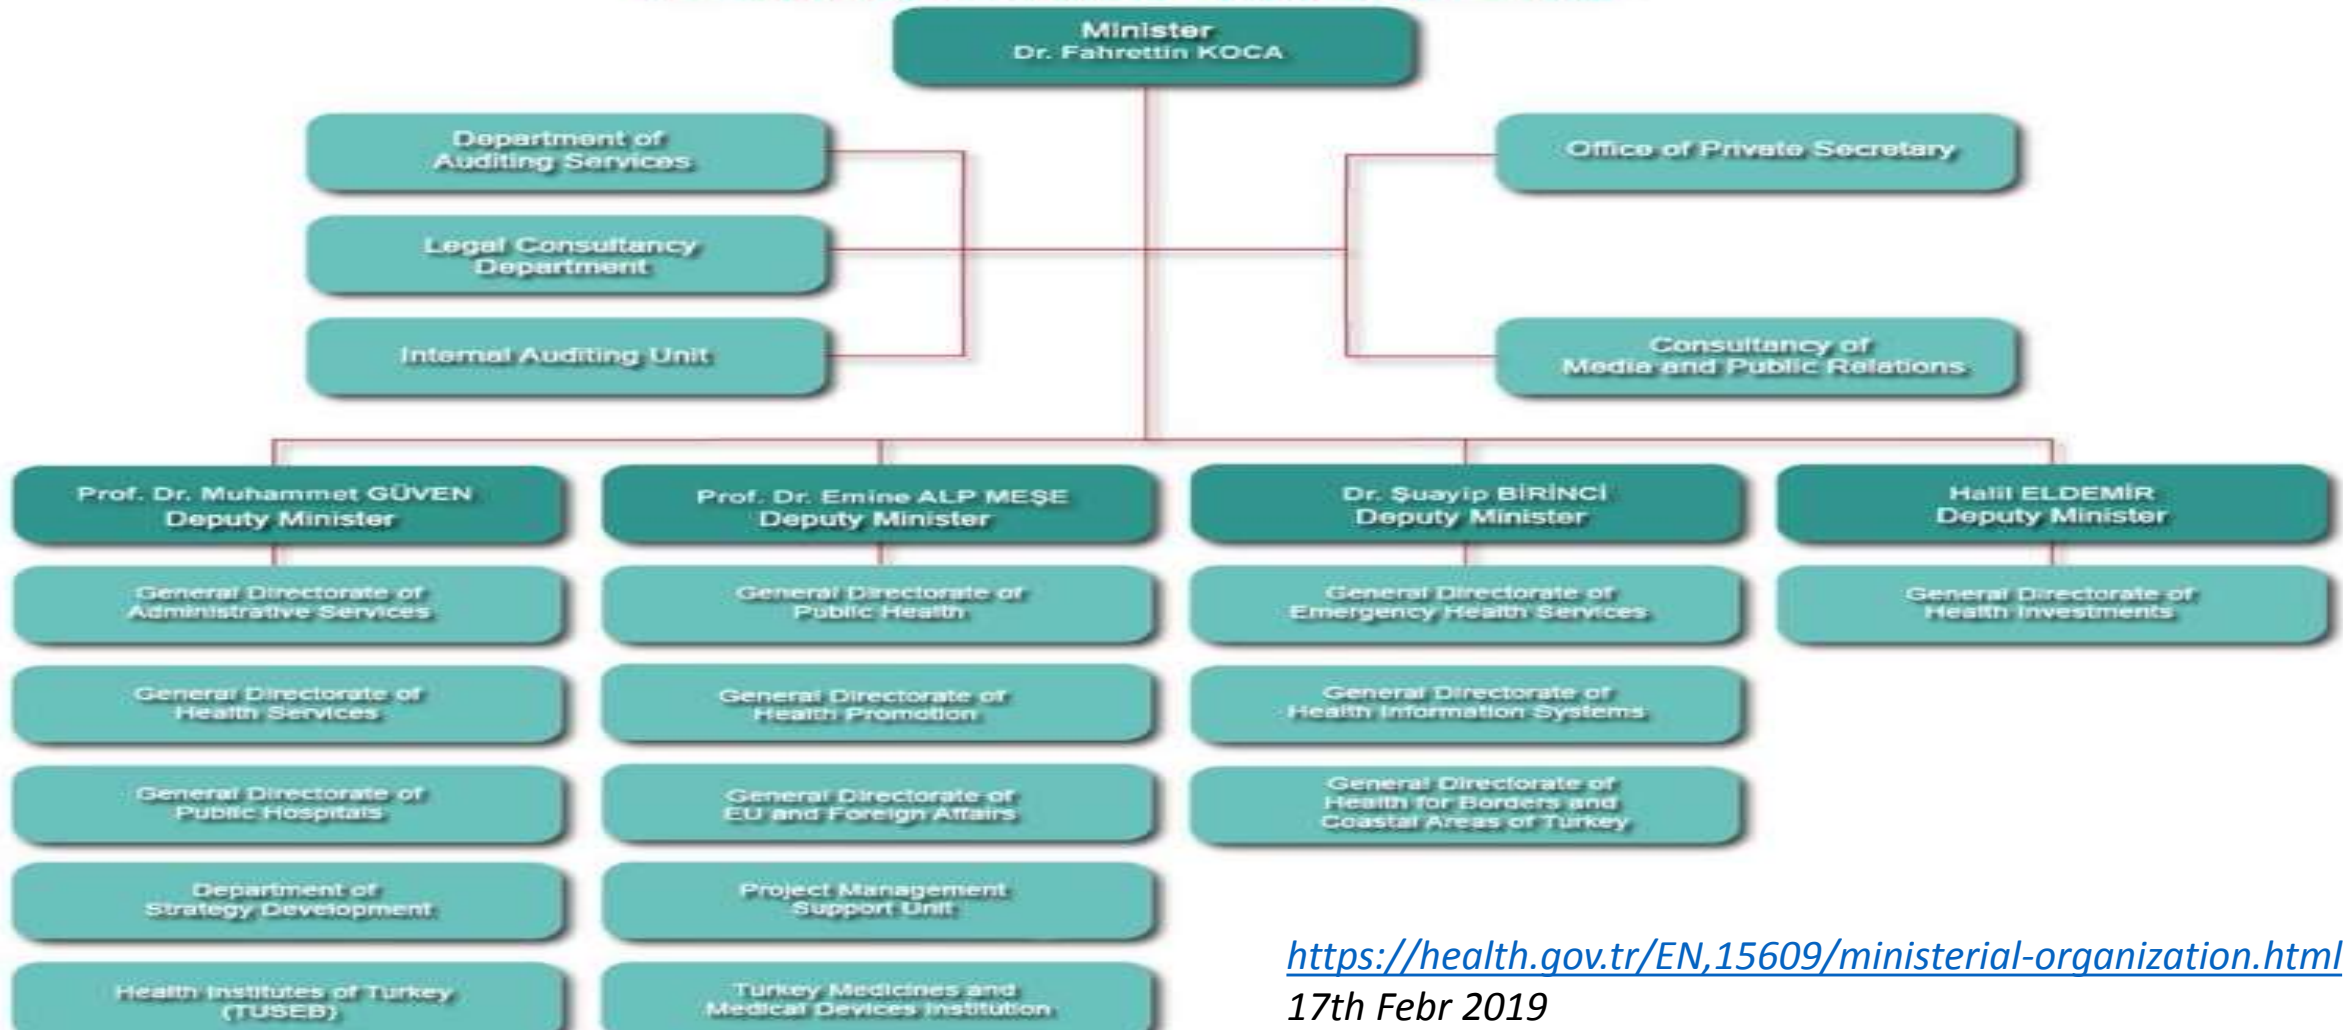 Minister
Dr. Fahrettin KOCA
Department of
Auditing Services
Office of Private Secretary
Legal Consultancy
Department
Internal Auditing Unit
Consultancy of
Media and Public Relations
Prof. Dr. Muhammet GÜVEN
Deputy Minister
Prof. Dr. Emine ALP MEŞE
Deputy Minister
Dr. Şuayip BİRİNCİ
Deputy Minister
Halil ELDEMİR
Deputy Minister
General Directorate of
Administrative Services
General Directorate of
Public Health
General Directorate of
Emergency Health Services
General Directorate of
Health Investments
General Directorate of
Health Services
General Directorate of
Health Promotion
General Directorate of
Health Information Systems
General Directorate of
Public Hospitals
General Directorate of
EU and Foreign Affairs
General Directorate of
Health for Borders and
Coastal Areas of Turkey
Department of
Strategy Development
Project Management
Support Unit
Health Institutes of Turkey
(TUSEB)
Turkey Medicines and
Medical Devices Institution
https://health.gov.tr/EN,15609/ministerial-organization.html
17th Febr 2019